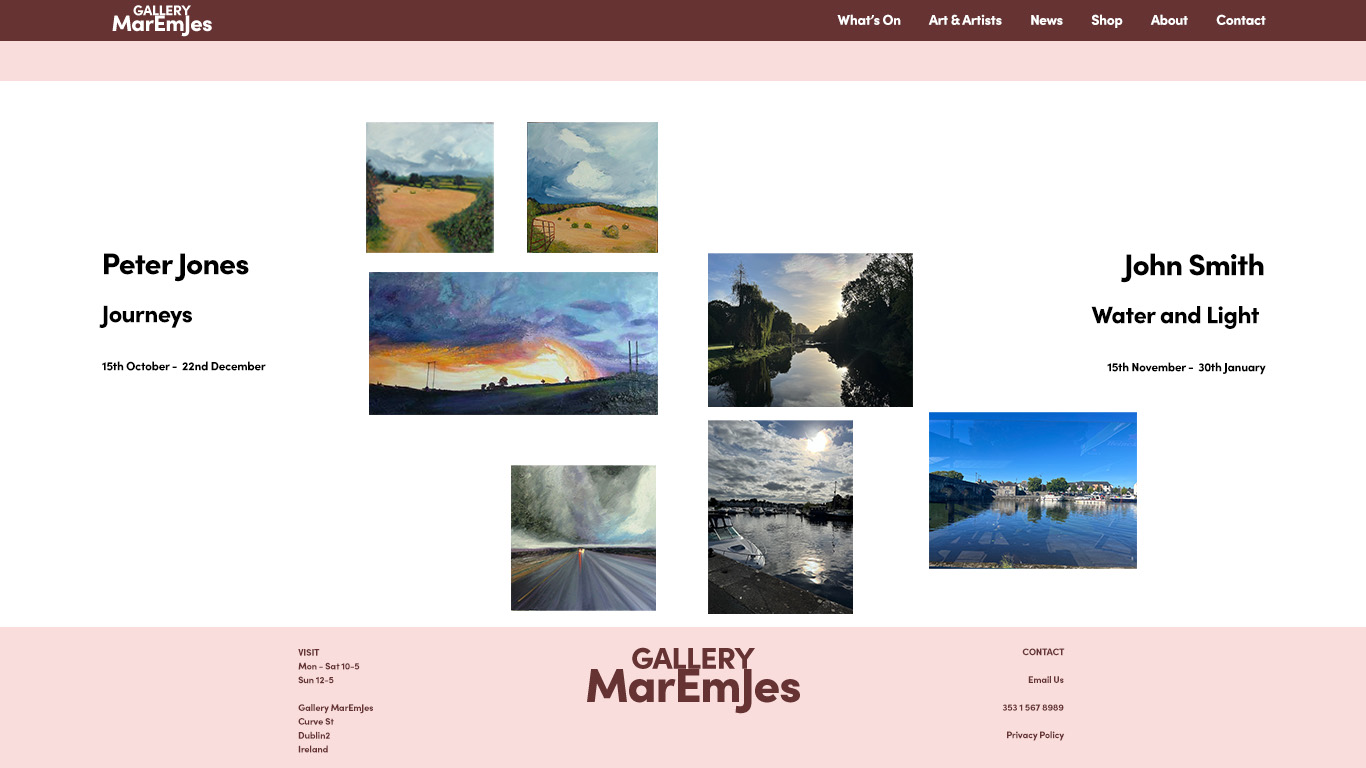 GALLERY
MarEmJes
What's On
Art & Artists
News
Shop
About
Contact
Peter Jones
Journeys
15th October - 22nd December
John Smith
Water and Light
15th November - 30th January
VISIT
Mon - Sat 10-5
Sun 12-5
Gallery MarEmJes
Curve St
Dublin2
Ireland
GALLERY
MarEmJes
CONTACT
Email Us
353 1 567 8989
Privacy Policy